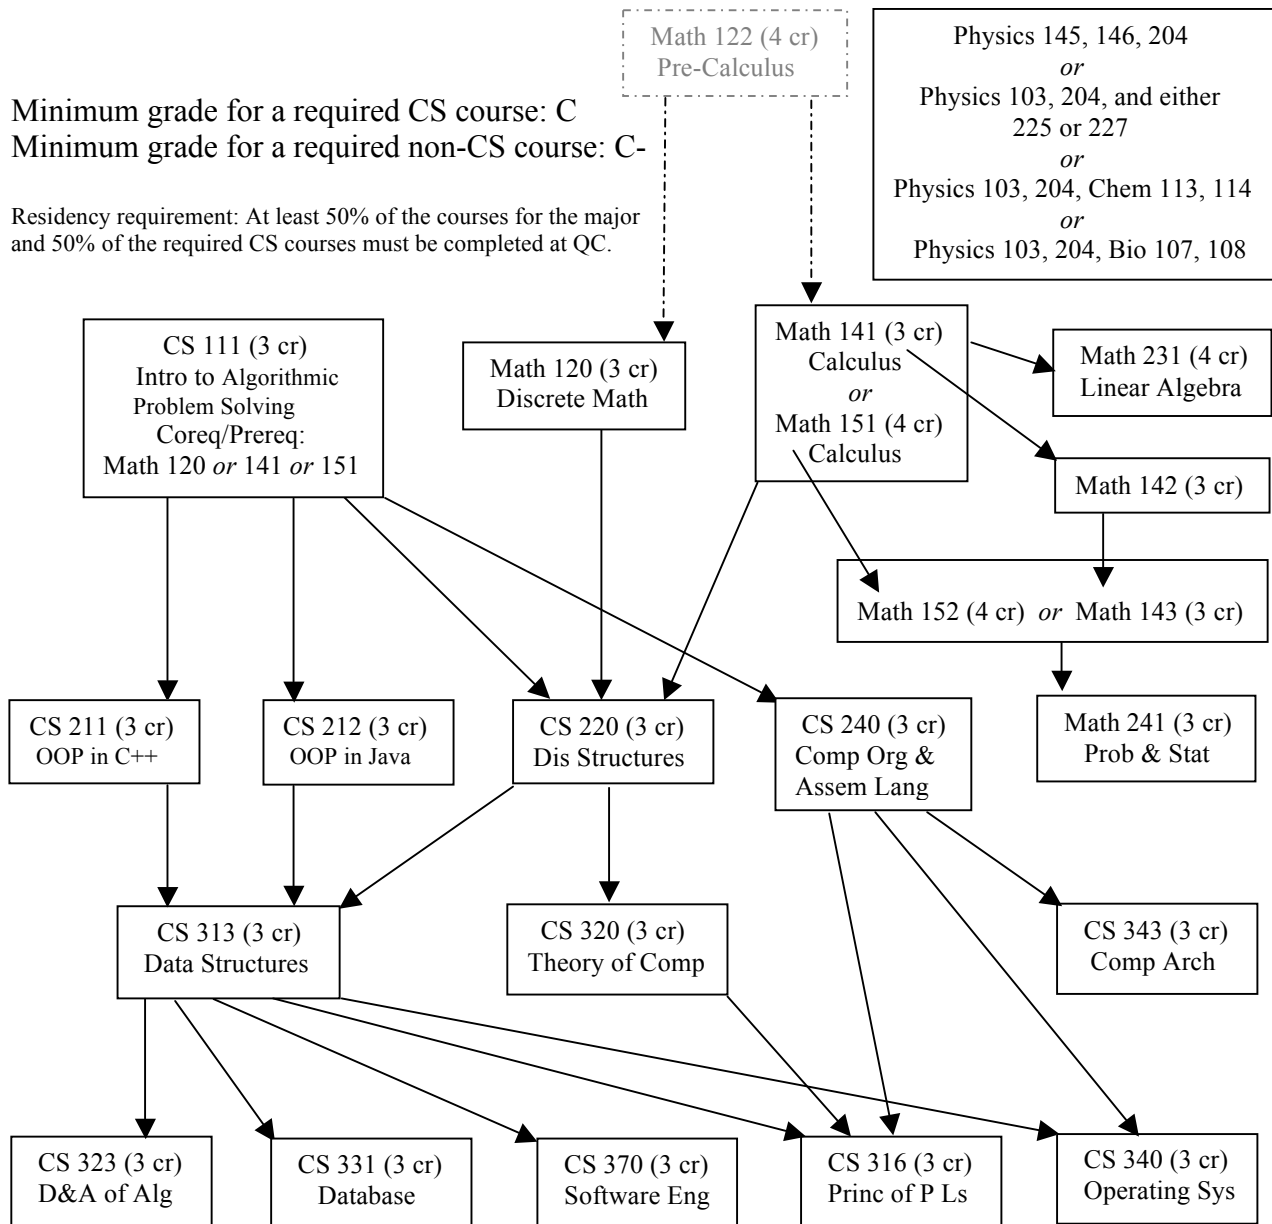 Math 122 (4 cr)
Pre-Calculus
Physics 145, 146, 204
or
Physics 103, 204, and either
225 or 227
or
Physics 103, 204, Chem 113, 114
or
Physics 103, 204, Bio 107, 108
Minimum grade for a required CS course: C
Minimum grade for a required non-CS course: C-
Residency requirement: At least 50% of the courses for the major
and 50% of the required CS courses must be completed at QC.
CS 111 (3 cr)
Intro to Algorithmic
Problem Solving
Coreq/Prereq:
Math 120 or 141 or 151
Math 120 (3 cr)
Discrete Math
Math 141 (3 cr)
Calculus
or
Math 151 (4 cr)
Calculus
Math 231 (4 cr)
Linear Algebra
Math 142 (3 cr)
Math 152 (4 cr) or Math 143 (3 cr)
CS 211 (3 cr)
OOP in C++
CS 212 (3 cr)
OOP in Java
CS 220 (3 cr)
Dis Structures
CS 240 (3 cr)
Comp Org &
Assem Lang
Math 241 (3 cr)
Prob & Stat
CS 313 (3 cr)
Data Structures
CS 320 (3 cr)
Theory of Comp
CS 343 (3 cr)
Comp Arch
CS 323 (3 cr)
D&A of Alg
CS 331 (3 cr)
Database
CS 370 (3 cr)
Software Eng
CS 316 (3 cr)
Princ of P Ls
CS 340 (3 cr)
Operating Sys